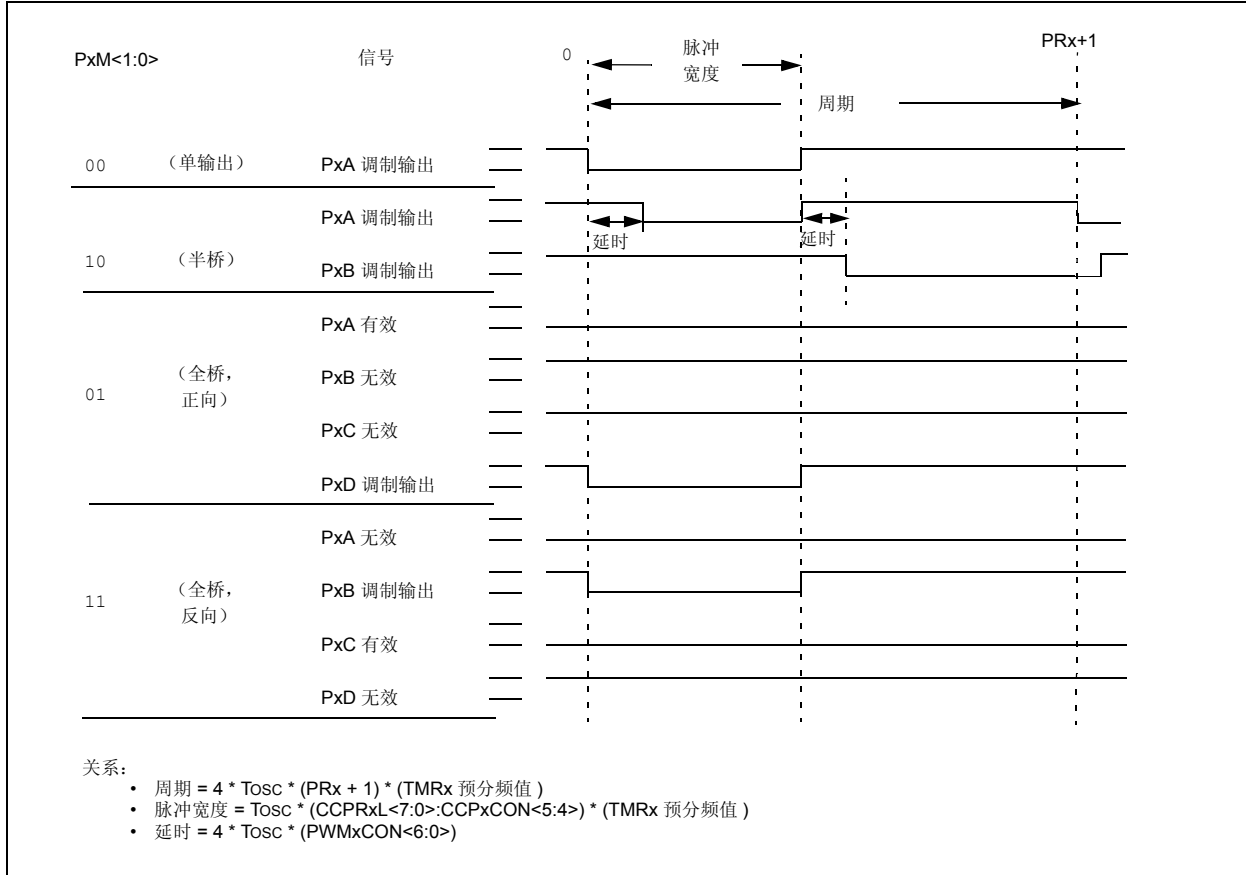 PxM<1:0>
信号
0
脉冲
宽度
PRx+1
周期
00 （单输出） PxA 调制输出
PxA 调制输出
延时 延时
10 （半桥） PxB 调制输出
PxA 有效
（全桥，
正向）
01
PxB 无效
PxC 无效
PxD 调制输出
PxA 无效
11
（全桥，
反向）
PxB 调制输出
PxC 有效
PxD 无效
关系：
• 周期 = 4 * TOSC * (PRx + 1) * (TMRx 预分频值 )
• 脉冲宽度 = TOSC * (CCPRxL<7:0>:CCPxCON<5:4>) * (TMRx 预分频值 )
• 延时 = 4 * TOSC * (PWMxCON<6:0>)